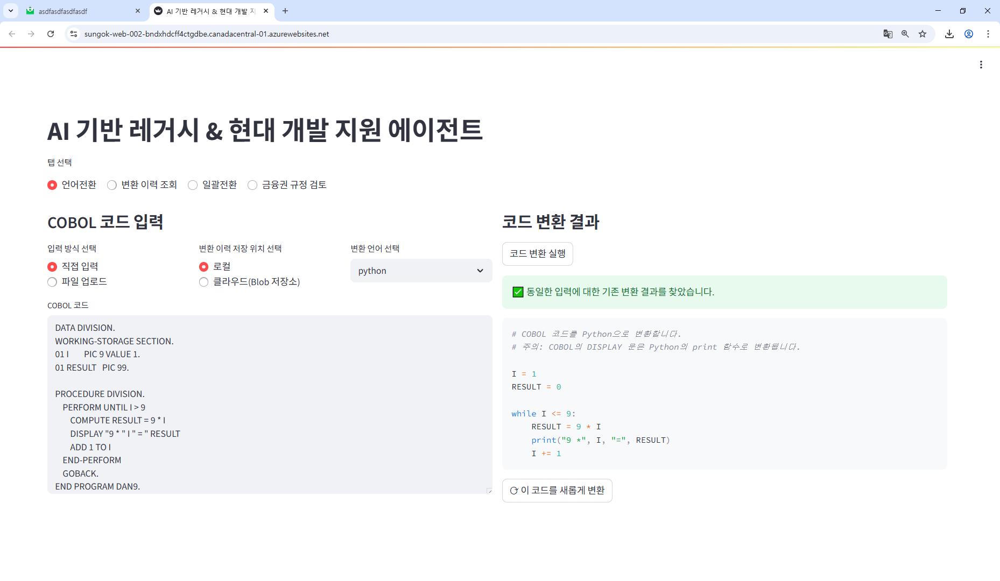 asdfasdfasdfasdf
AI 기반 레거시 & 현대 개발 지
sungok-web-002-bndxhdcff4ctgdbe.canadacentral-01.azurewebsites.net
AI 기반 레거시 & 현대 개발 지원 에이전트
탭 선택
언어전환 변환 이력 조회 일괄전환 금융권 규정 검토
COBOL 코드 입력
입력 방식 선택
직접 입력
파일 업로드
변환 이력 저장 위치 선택
로컬
클라우드(Blob 저장소)
변환 언어 선택
python
COBOL 코드
DATA DIVISION.
WORKING-STORAGE SECTION.
01 I       PIC 9 VALUE 1.
01 RESULT   PIC 99.
PROCEDURE DIVISION.
    PERFORM UNTIL I > 9
        COMPUTE RESULT = 9 * I
        DISPLAY "9 * " I " = " RESULT
        ADD 1 TO I
    END-PERFORM
    GOBACK.
END PROGRAM DAN9.
코드 변환 결과
코드 변환 실행
✅ 동일한 입력에 대한 기존 변환 결과를 찾았습니다.
# COBOL 코드를 Python으로 변환합니다.
# 주의: COBOL의 DISPLAY 문은 Python의 print 함수로 변환됩니다.
I = 1
RESULT = 0
while I <= 9:
    RESULT = 9 * I
    print("9 *", I, "=", RESULT)
    I += 1
이 코드를 새롭게 변환